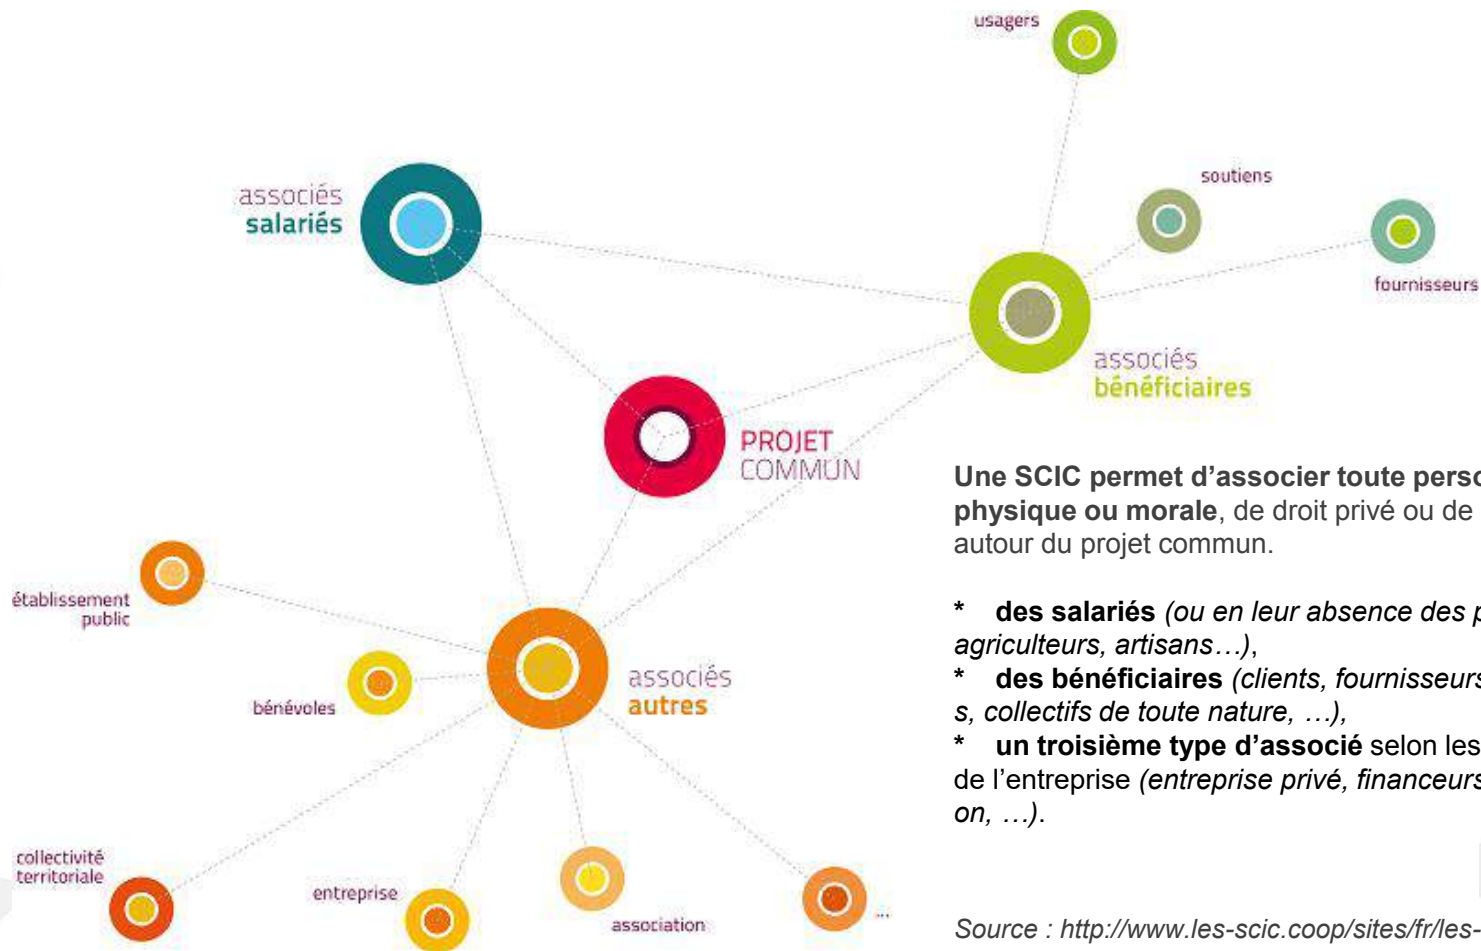 usagers
soutiens
fournisseurs
associés
salariés
associés
bénéficiaires
PROJET
COMMUN
établissement
public
bénévoles
associés
autres
collectivité
territoriale
entreprise
association
...
Une SCIC permet d’associer toute
physique ou morale, de droit privé ou de
autour du projet commun.
* des salariés (ou en leur absence des
agriculteurs, artisans…),
* des bénéficiaires (clients, fournisseurs
s, collectifs de toute nature, …),
* un troisième type d’associé selon les
de l’entreprise (entreprise privé, financeurs
on, …).
Source : http://www.les-scic.coop/sites/fr/les-